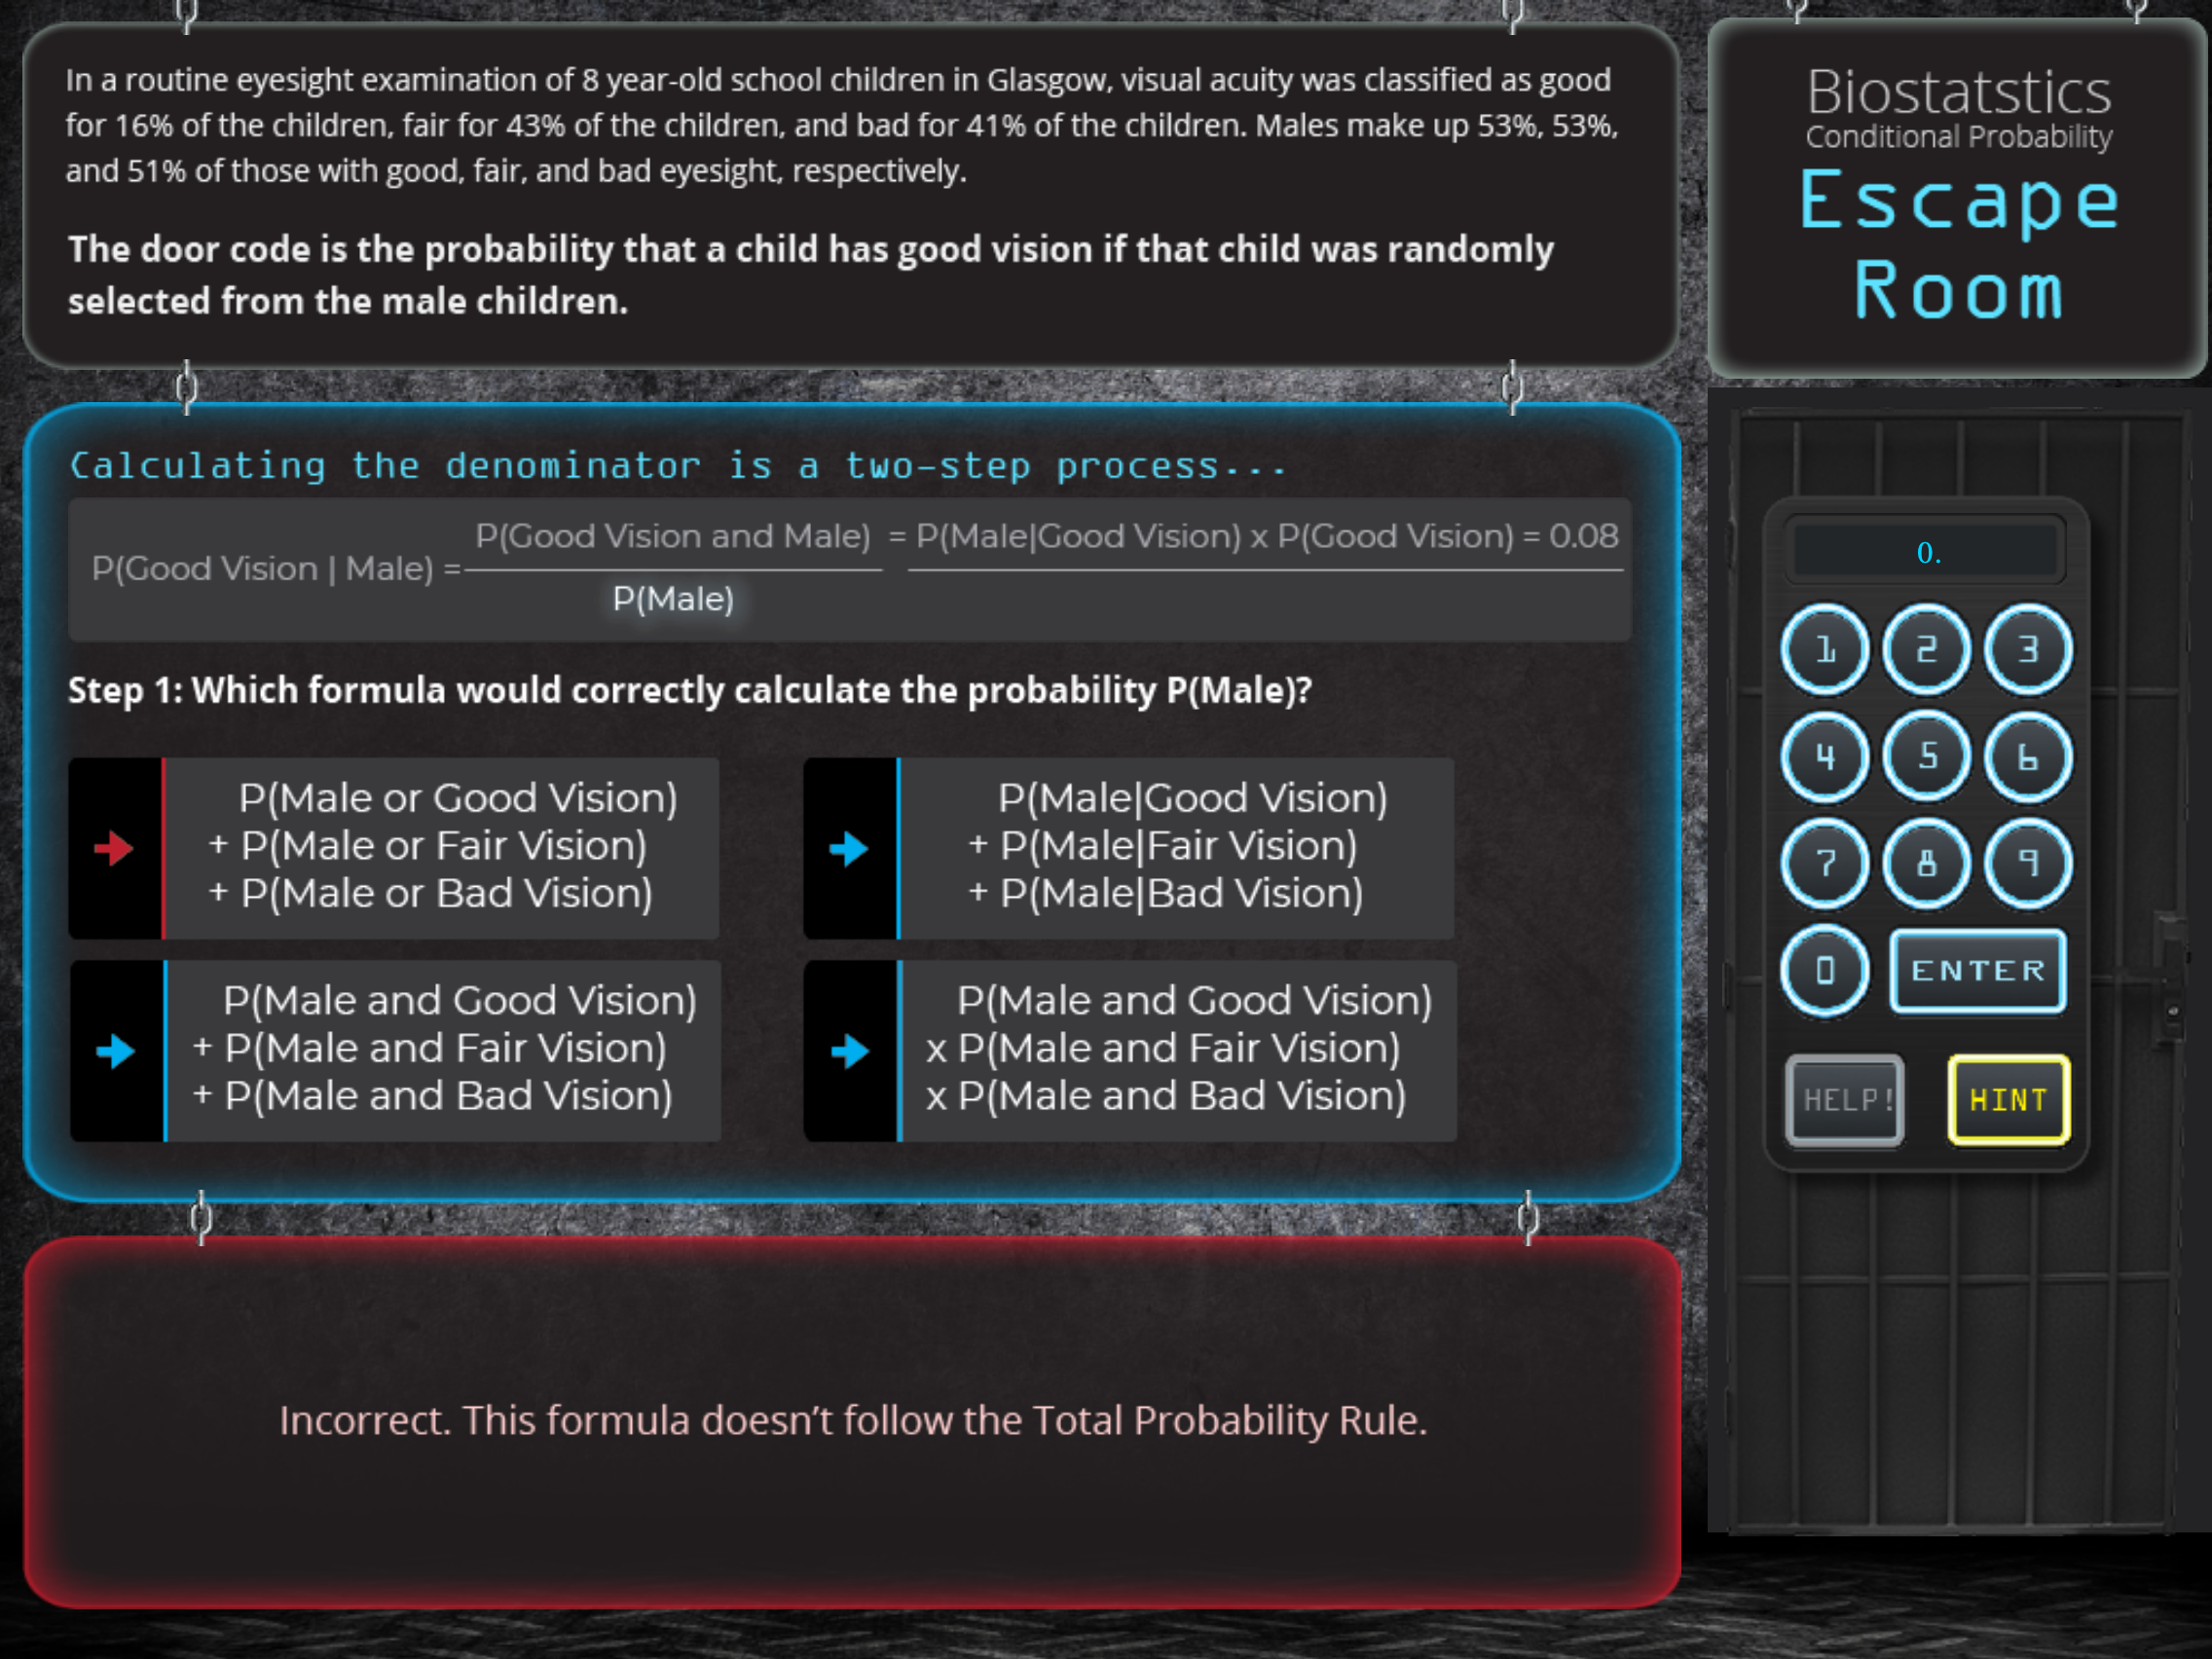 In a routine eyesight examination of 8 year-old school children in Glasgow, visual acuity was classified as good
for 16% of the children, fair for 43% of the children, and bad for 41% of the children. Males make up 53%, 53%,
and 51% of those with good, fair, and bad eyesight, respectively.
The door code is the probability that a child has good vision if that child was randomly
selected from the male children.
Biostatstics
Conditional Probability
Escape
Room
Calculating the denominator is a two-step process...
P(Good Vision and Male) = P(Male|Good Vision) x P(Good Vision) = 0.08
P(Good Vision | Male) =
P(Male)
Step 1: Which formula would correctly calculate the probability P(Male)?
P(Male or Good Vision)
+ P(Male or Fair Vision)
+ P(Male or Bad Vision)
P(Male|Good Vision)
+ P(Male|Fair Vision)
+ P(Male|Bad Vision)
P(Male and Good Vision)
+ P(Male and Fair Vision)
+ P(Male and Bad Vision)
P(Male and Good Vision)
x P(Male and Fair Vision)
x P(Male and Bad Vision)
Incorrect. This formula doesn't follow the Total Probability Rule.
0.
1 2 3
4 5 6
7 8 9
0 ENTER
HELP! HINT